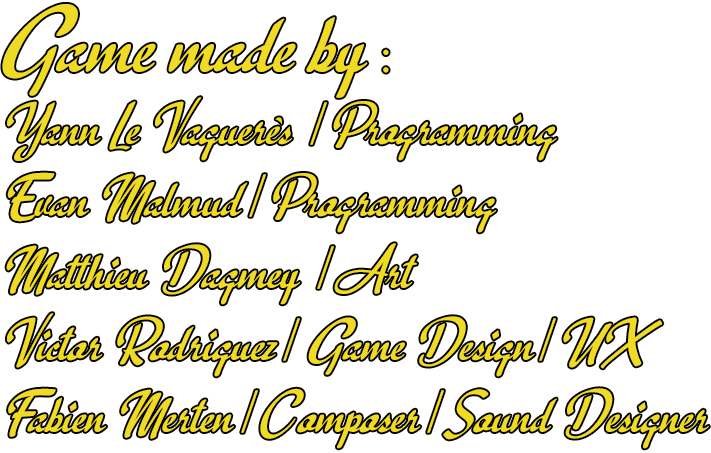 Game made by :
Yann Le Vaguerès | Programming
Evan Malmud | Programming
Matthieu Dagmey | Art
Victor Rodriguez | Game Design | UX
Fabien Merten | Composer | Sound Designer